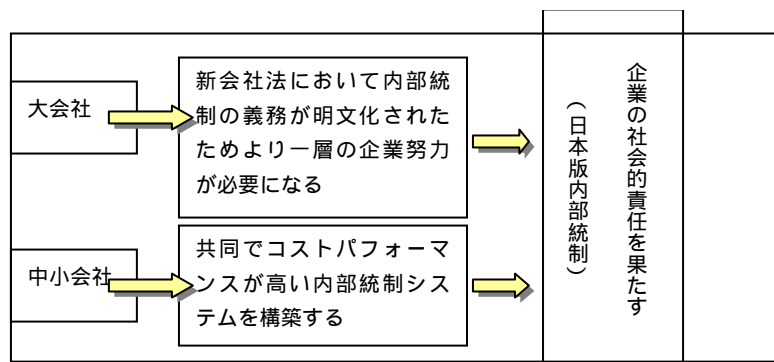 大会社
新会社法において内部統
制の義務が明文化された
ためより一層の企業努力
が必要になる
中小会社
共同でコストパフォーマ
ンスが高い内部統制シス
テムを構築する
企業の社会的責任を果たす
(日本版内部統制)